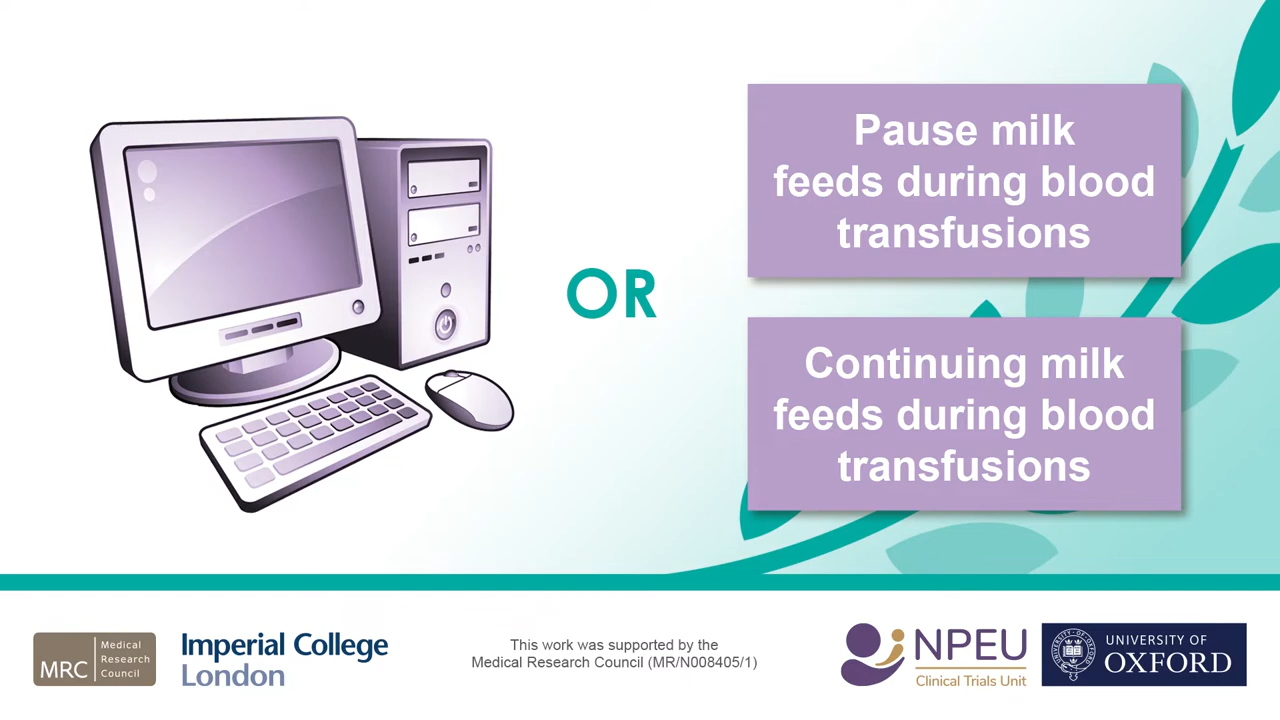 OR
Pause milk
feeds during blood
transfusions
Continuing milk
feeds during blood
transfusions
MRC
Medical
Research
Council
Imperial College
London
This work was supported by the
Medical Research Council (MR/N008405/1)
NPEU
Clinical Trials Unit
UNIVERSITY OF
OXFORD